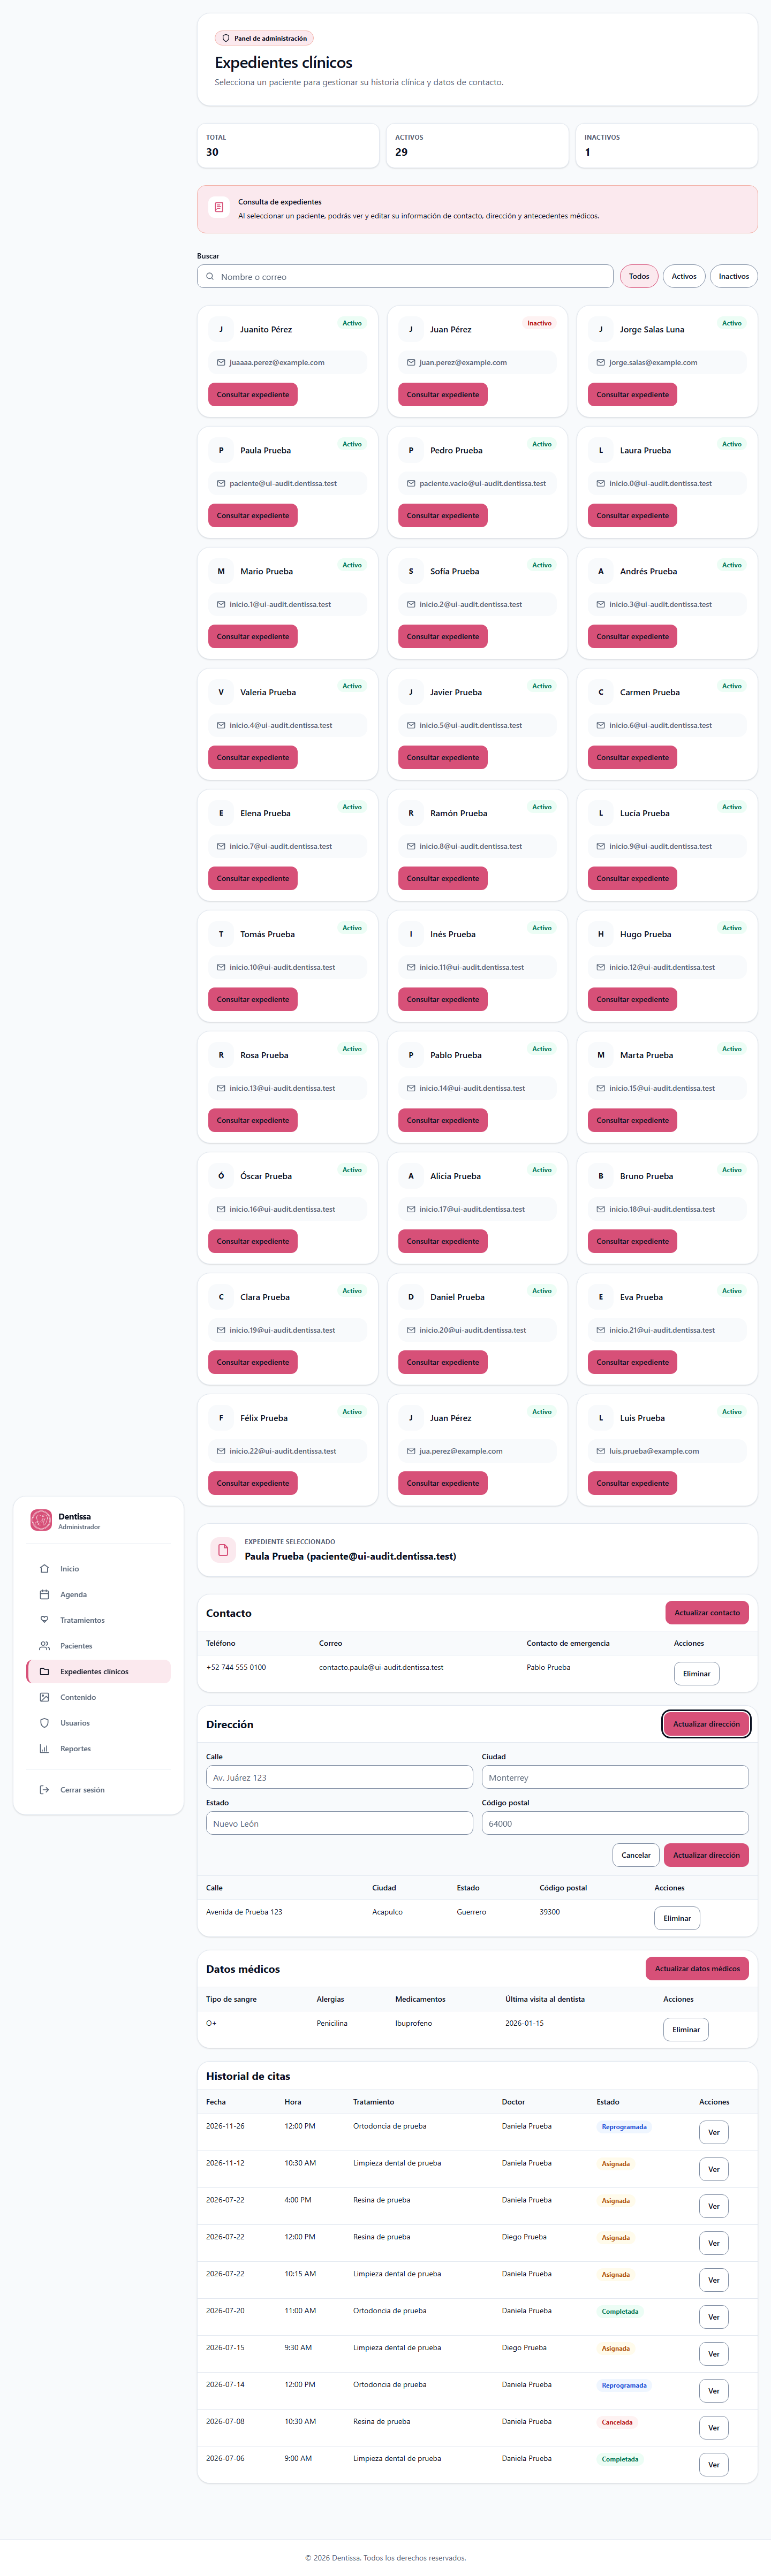 Panel de administración
Expedientes clínicos
Selecciona un paciente para gestionar su historia clínica y datos de contacto.
TOTAL ACTIVOS INACTIVOS
30 29 1
Consulta de expedientes
Al seleccionar un paciente, podrás ver y editar su información de contacto, dirección y antecedentes médicos.
Buscar
Nombre o correo Todos Activos Inactivos
J Juanito Pérez Activo J Juan Pérez Inactivo J Jorge Salas Luna Activo
juaaaa.perez@example.com juan.perez@example.com jorge.salas@example.com
Consultar expediente Consultar expediente Consultar expediente
P Paula Prueba Activo P Pedro Prueba Activo L Laura Prueba Activo
paciente@ui-audit.dentissa.test paciente.vacio@ui-audit.dentissa.test inicio.0@ui-audit.dentissa.test
Consultar expediente Consultar expediente Consultar expediente
M Mario Prueba Activo S Sofía Prueba Activo A Andrés Prueba Activo
inicio.1@ui-audit.dentissa.test inicio.2@ui-audit.dentissa.test inicio.3@ui-audit.dentissa.test
Consultar expediente Consultar expediente Consultar expediente
V Valeria Prueba Activo J Javier Prueba Activo C Carmen Prueba Activo
inicio.4@ui-audit.dentissa.test inicio.5@ui-audit.dentissa.test inicio.6@ui-audit.dentissa.test
Consultar expediente Consultar expediente Consultar expediente
E Elena Prueba Activo R Ramón Prueba Activo L Lucía Prueba Activo
inicio.7@ui-audit.dentissa.test inicio.8@ui-audit.dentissa.test inicio.9@ui-audit.dentissa.test
Consultar expediente Consultar expediente Consultar expediente
T Tomás Prueba Activo I Inés Prueba Activo H Hugo Prueba Activo
inicio.10@ui-audit.dentissa.test inicio.11@ui-audit.dentissa.test inicio.12@ui-audit.dentissa.test
Consultar expediente Consultar expediente Consultar expediente
R Rosa Prueba Activo P Pablo Prueba Activo M Marta Prueba Activo
inicio.13@ui-audit.dentissa.test inicio.14@ui-audit.dentissa.test inicio.15@ui-audit.dentissa.test
Consultar expediente Consultar expediente Consultar expediente
Ó Óscar Prueba Activo A Alicia Prueba Activo B Bruno Prueba Activo
inicio.16@ui-audit.dentissa.test inicio.17@ui-audit.dentissa.test inicio.18@ui-audit.dentissa.test
Consultar expediente Consultar expediente Consultar expediente
C Clara Prueba Activo D Daniel Prueba Activo E Eva Prueba Activo
inicio.19@ui-audit.dentissa.test inicio.20@ui-audit.dentissa.test inicio.21@ui-audit.dentissa.test
Consultar expediente Consultar expediente Consultar expediente
F Félix Prueba Activo J Juan Pérez Activo L Luis Prueba Activo
inicio.22@ui-audit.dentissa.test jua.perez@example.com luis.prueba@example.com
Consultar expediente Consultar expediente Consultar expediente
Dentissa
Administrador
Inicio
Agenda
Tratamientos
Pacientes
Expedientes clínicos
Contenido
Usuarios
Reportes
Cerrar sesión
EXPEDIENTE SELECCIONADO
Paula Prueba (paciente@ui-audit.dentissa.test)
Contacto Actualizar contacto
Teléfono Correo Contacto de emergencia Acciones
+52 744 555 0100 contacto.paula@ui-audit.dentissa.test Pablo Prueba Eliminar
Dirección Actualizar dirección
Calle Ciudad
Av. Juárez 123 Monterrey
Estado Código postal
Nuevo León 64000
Cancelar Actualizar dirección
Calle Ciudad Estado Código postal Acciones
Avenida de Prueba 123 Acapulco Guerrero 39300 Eliminar
Datos médicos Actualizar datos médicos
Tipo de sangre Alergias Medicamentos Última visita al dentista Acciones
O+ Penicilina Ibuprofeno 2026-01-15 Eliminar
Historial de citas
Fecha Hora Tratamiento Doctor Estado Acciones
2026-11-26 12:00 PM Ortodoncia de prueba Daniela Prueba Reprogramada Ver
2026-11-12 10:30 AM Limpieza dental de prueba Daniela Prueba Asignada Ver
2026-07-22 4:00 PM Resina de prueba Daniela Prueba Asignada Ver
2026-07-22 12:00 PM Resina de prueba Diego Prueba Asignada Ver
2026-07-22 10:15 AM Limpieza dental de prueba Daniela Prueba Asignada Ver
2026-07-20 11:00 AM Ortodoncia de prueba Daniela Prueba Completada Ver
2026-07-15 9:30 AM Limpieza dental de prueba Diego Prueba Asignada Ver
2026-07-14 12:00 PM Ortodoncia de prueba Daniela Prueba Reprogramada Ver
2026-07-08 10:30 AM Resina de prueba Daniela Prueba Cancelada Ver
2026-07-06 9:00 AM Limpieza dental de prueba Daniela Prueba Completada Ver
© 2026 Dentissa. Todos los derechos reservados.